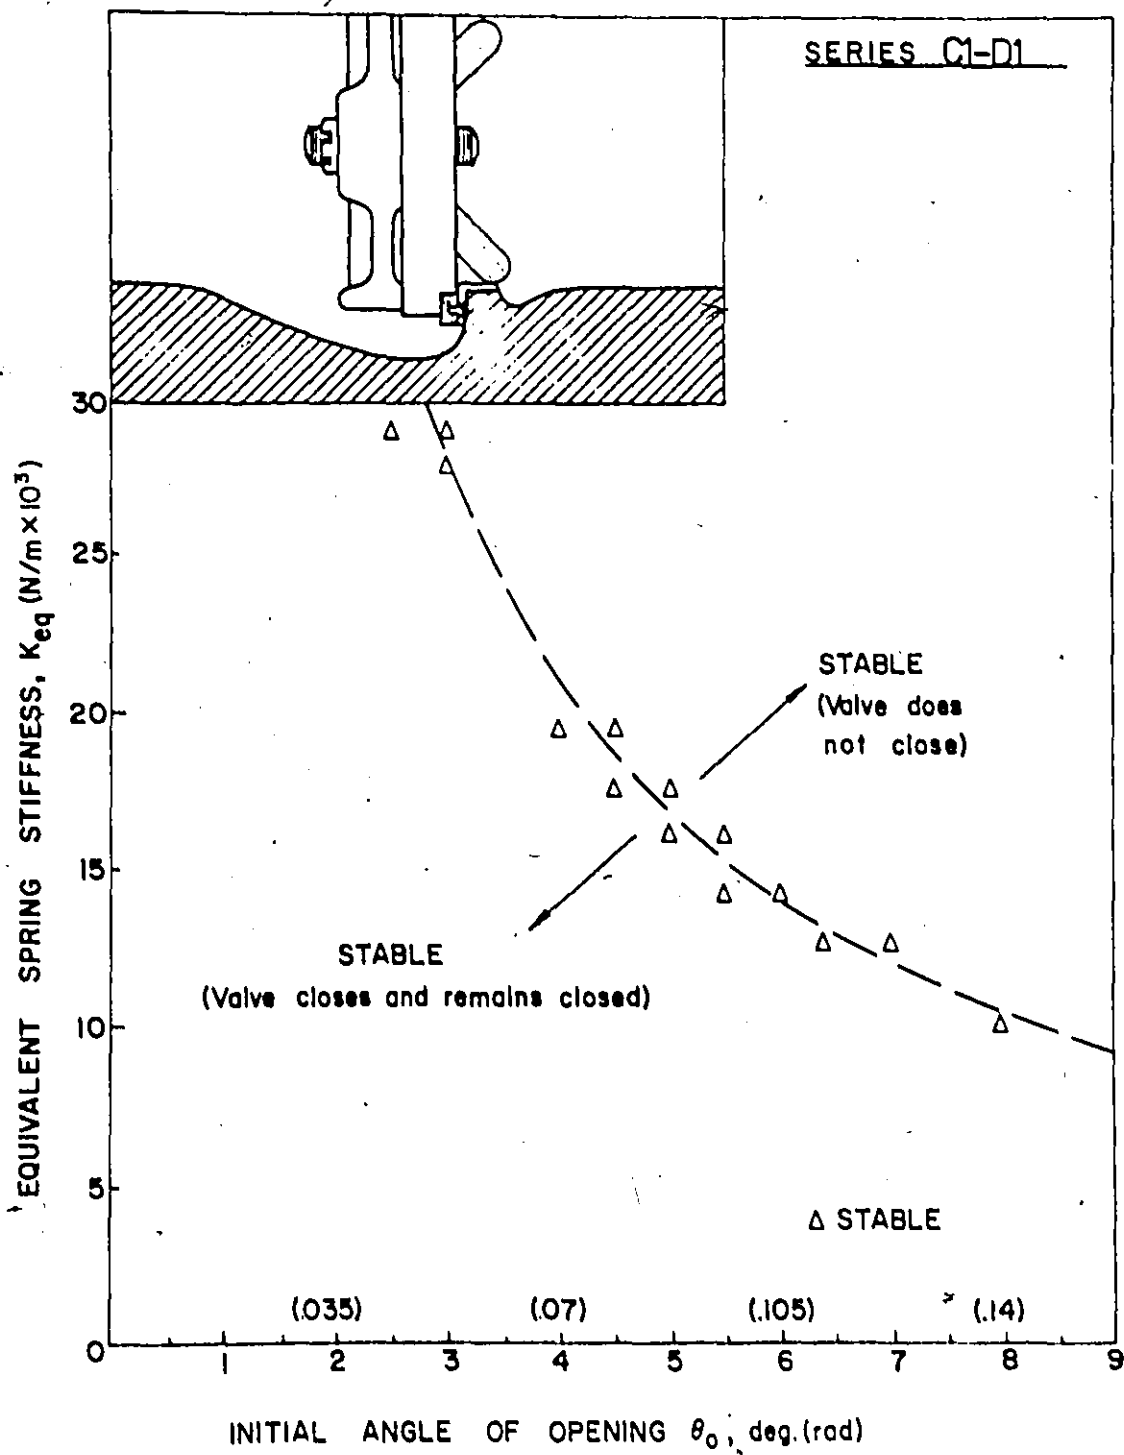 SERIES C1-D1
EQUIVALENT SPRING STIFFNESS, Keq (N/m×10³)
30
25
20
15
10
5
0
STABLE
(Valve does
not close)
STABLE
(Valve closes and remains closed)
Δ STABLE
(.035) (.07) (.105) (.14)
1 2 3 4 5 6 7 8 9
INITIAL ANGLE OF OPENING θ₀, deg.(rad)